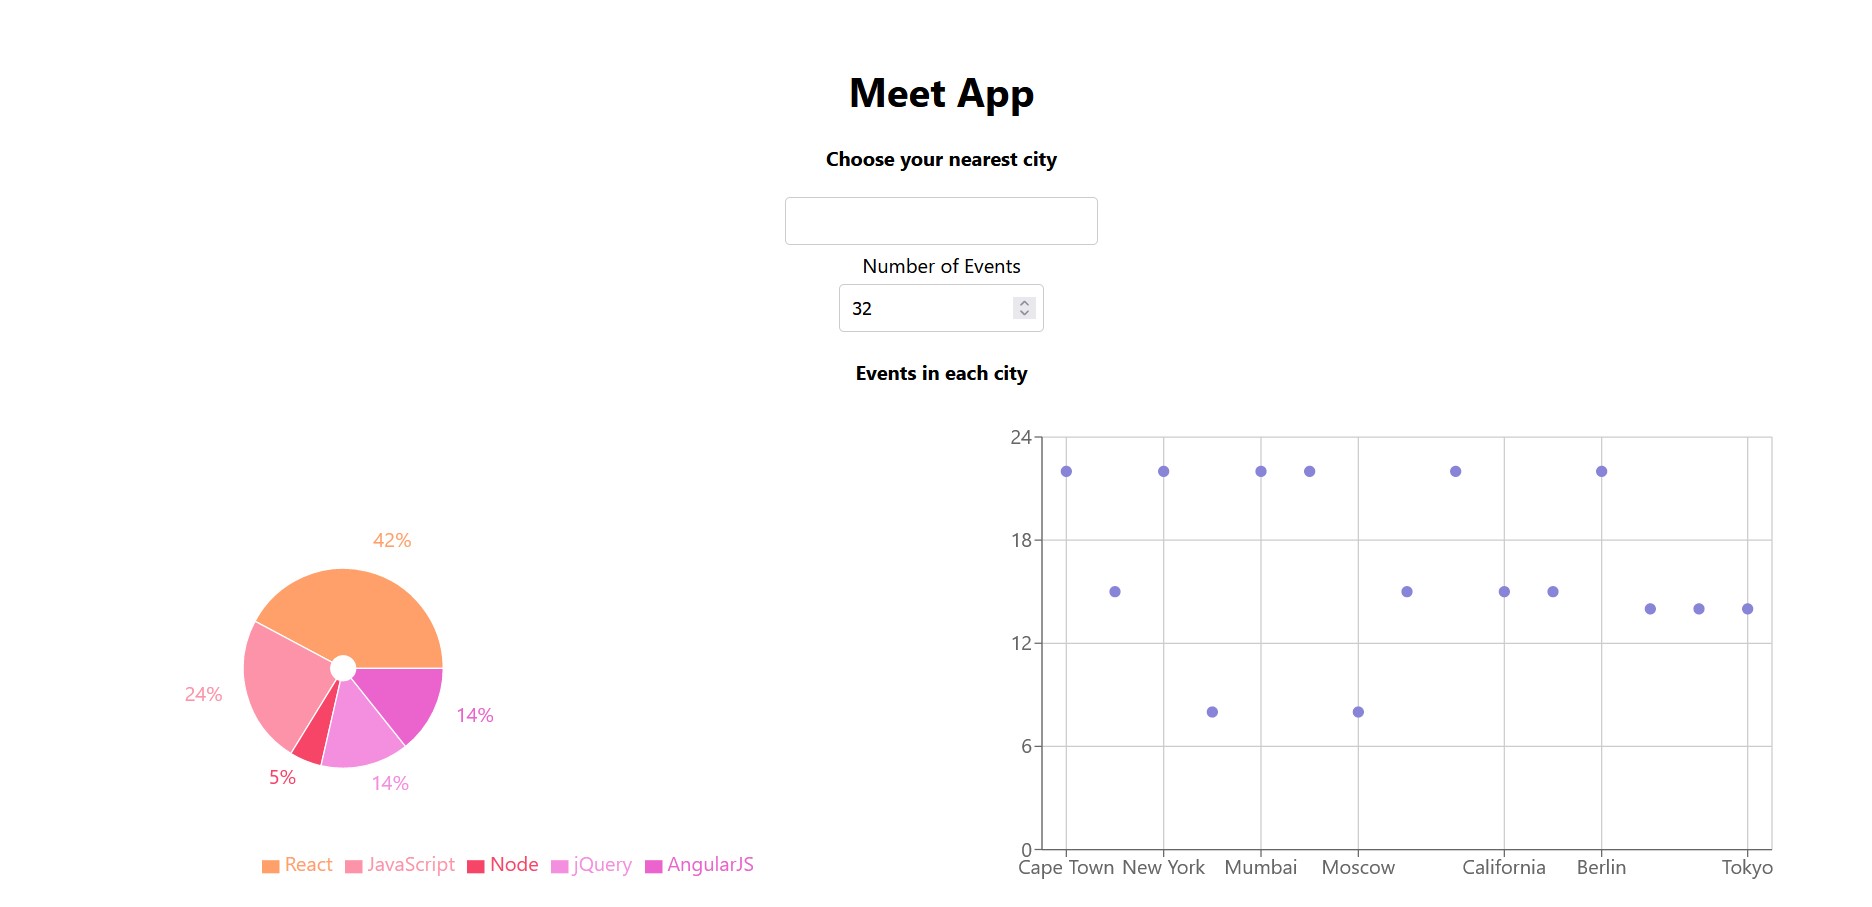 Meet App
Choose your nearest city
Number of Events
32
Events in each city
42%
24%
14%
5%
14%
React JavaScript Node jQuery AngularJS
24
18
12
6
0
Cape Town New York Mumbai Moscow California Berlin Tokyo